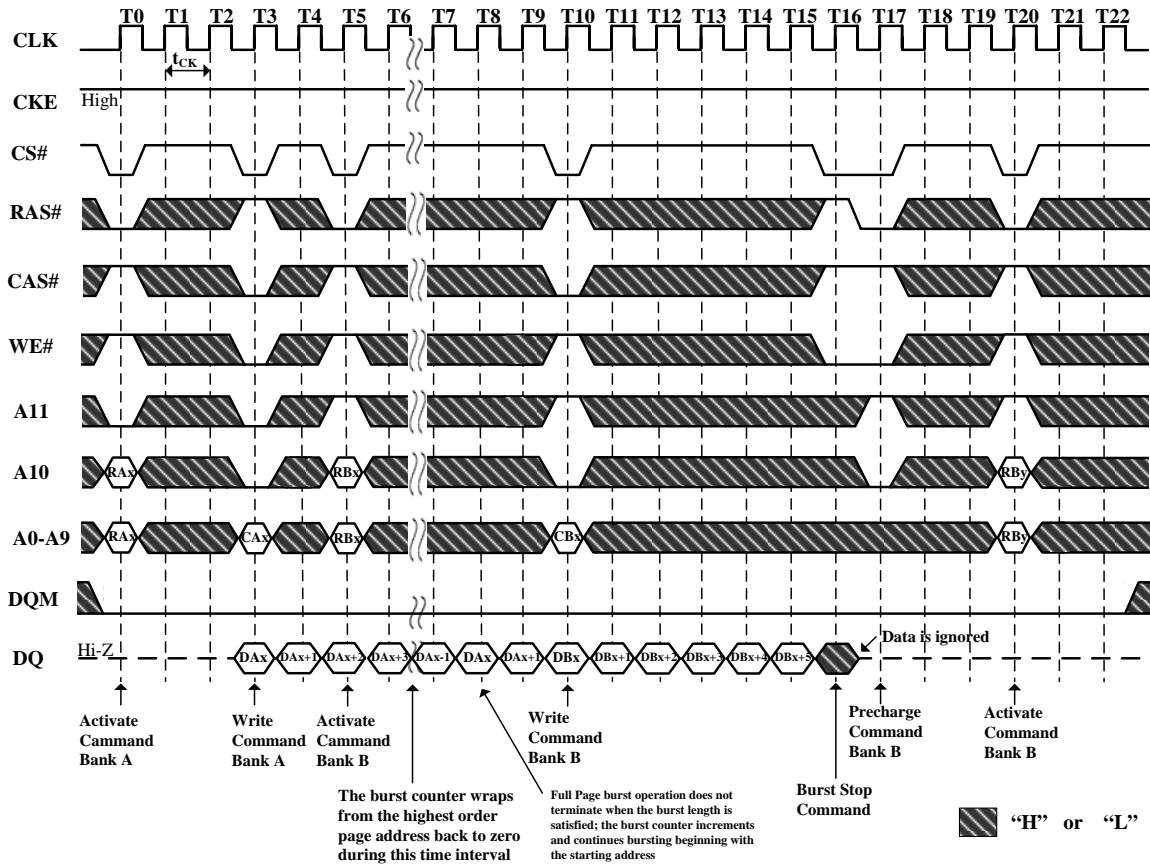 T0 T1 T2 T3 T4 T5 T6 T7 T8 T9 T10 T11 T12 T13 T14 T15 T16 T17 T18 T19 T20 T21 T22
CLK
tCK
CKE High
CS#
RAS#
CAS#
WE#
A11
A10 RAx RBx RBy
A0-A9 RAx CAx RBx CBx RBy
DQM
Data is ignored
DQ Hi-Z DAx DAx+1 DAx+2 DAx+3 DAx-1 DAx DAx+1 DBx DBx+1 DBx+2 DBx+3 DBx+4 DBx+5
Activate
Cammand
Bank A
Write
Command
Bank A
Activate
Cammand
Bank B
Write
Command
Bank B
Precharge
Command
Bank B
Activate
Command
Bank B
The burst counter wraps
from the highest order
page address back to zero
during this time interval
Full Page burst operation does not
terminate when the burst length is
satisfied; the burst counter increments
and continues bursting beginning with
the starting address
Burst Stop
Command
“H” or “L”